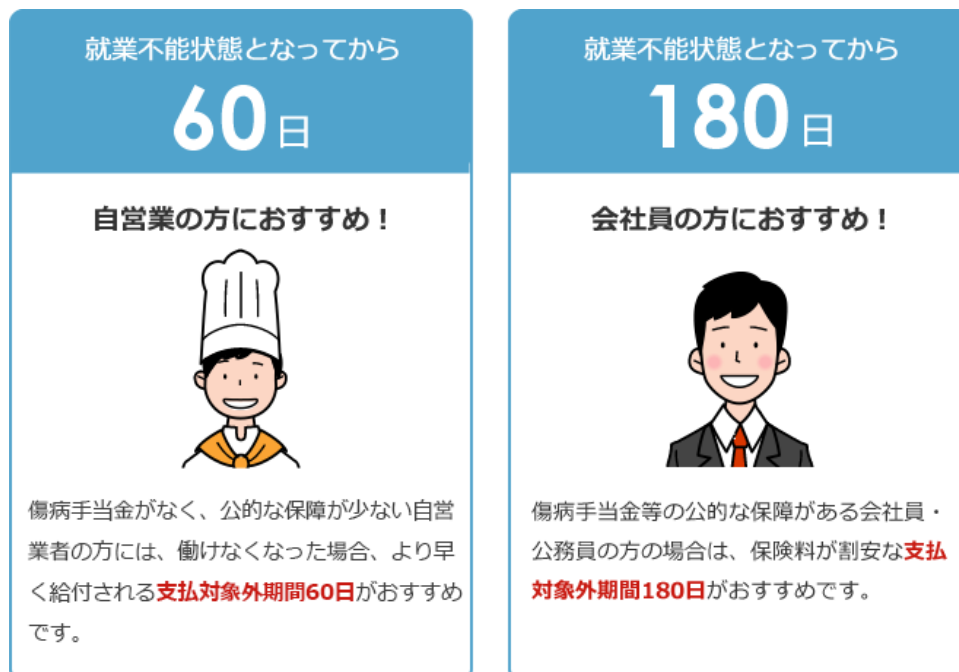 就業不能状態となってから
60日
自営業の方におすすめ！
傷病手当金がなく、公的な保障が少ない自営
業者の方には、働けなくなった場合、より早
く給付される支払対象外期間60日がおすすめ
です。
就業不能状態となってから
180日
会社員の方におすすめ！
傷病手当金等の公的な保障がある会社員・
公務員の方の場合は、保険料が割安な支払
対象外期間180日がおすすめです。